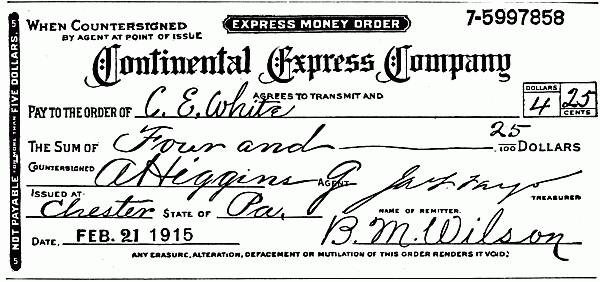 NOT PAYABLE FOR MORE THAN FIVE DOLLARS.
5
5
WHEN COUNTERSIGNED
BY AGENT AT POINT OF ISSUE
EXPRESS MONEY ORDER
7-5997858
Continental Express Company
AGREES TO TRANSMIT AND
PAY TO THE ORDER OF C. E. White
DOLLARS 4 25 CENTS
THE SUM OF Four and 25/100 DOLLARS
COUNTERSIGNED A Higgins AGENT
TREASURER
ISSUED AT Chester STATE OF Pa.
NAME OF REMITTER.
B. M. Wilson
DATE, FEB. 21 1915
ANY ERASURE, ALTERATION, DEFACEMENT OR MUTILATION OF THIS ORDER RENDERS IT VOID.